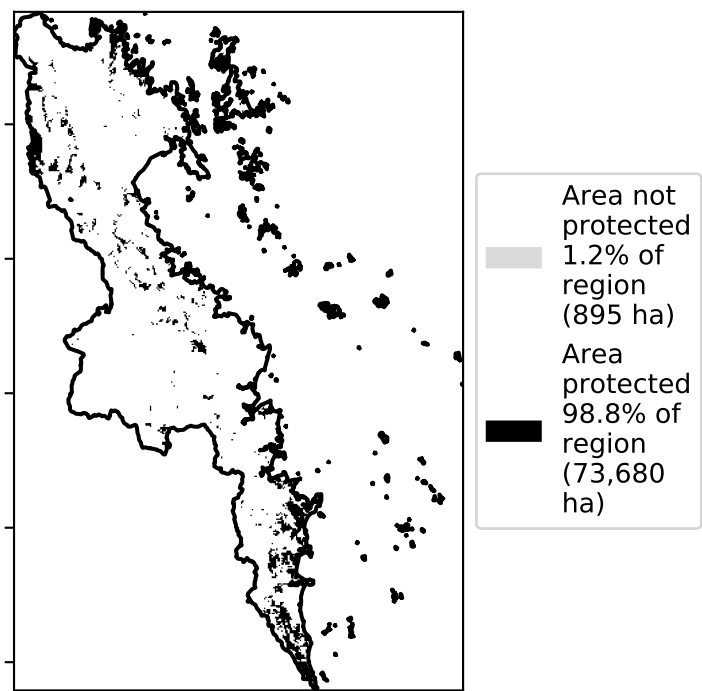 Area not
protected
1.2% of
region
(895 ha)
Area
protected
98.8% of
region
(73,680
ha)